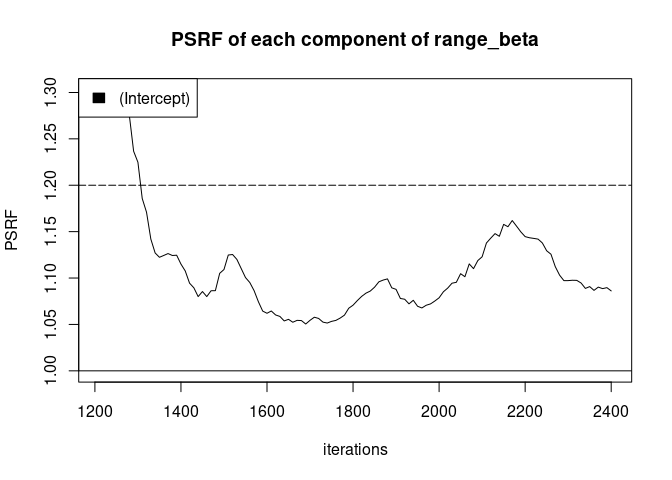 PSRF of each component of range_beta
(Intercept)
PSRF
1.30
1.25
1.20
1.15
1.10
1.05
1.00
1200 1400 1600 1800 2000 2200 2400
iterations